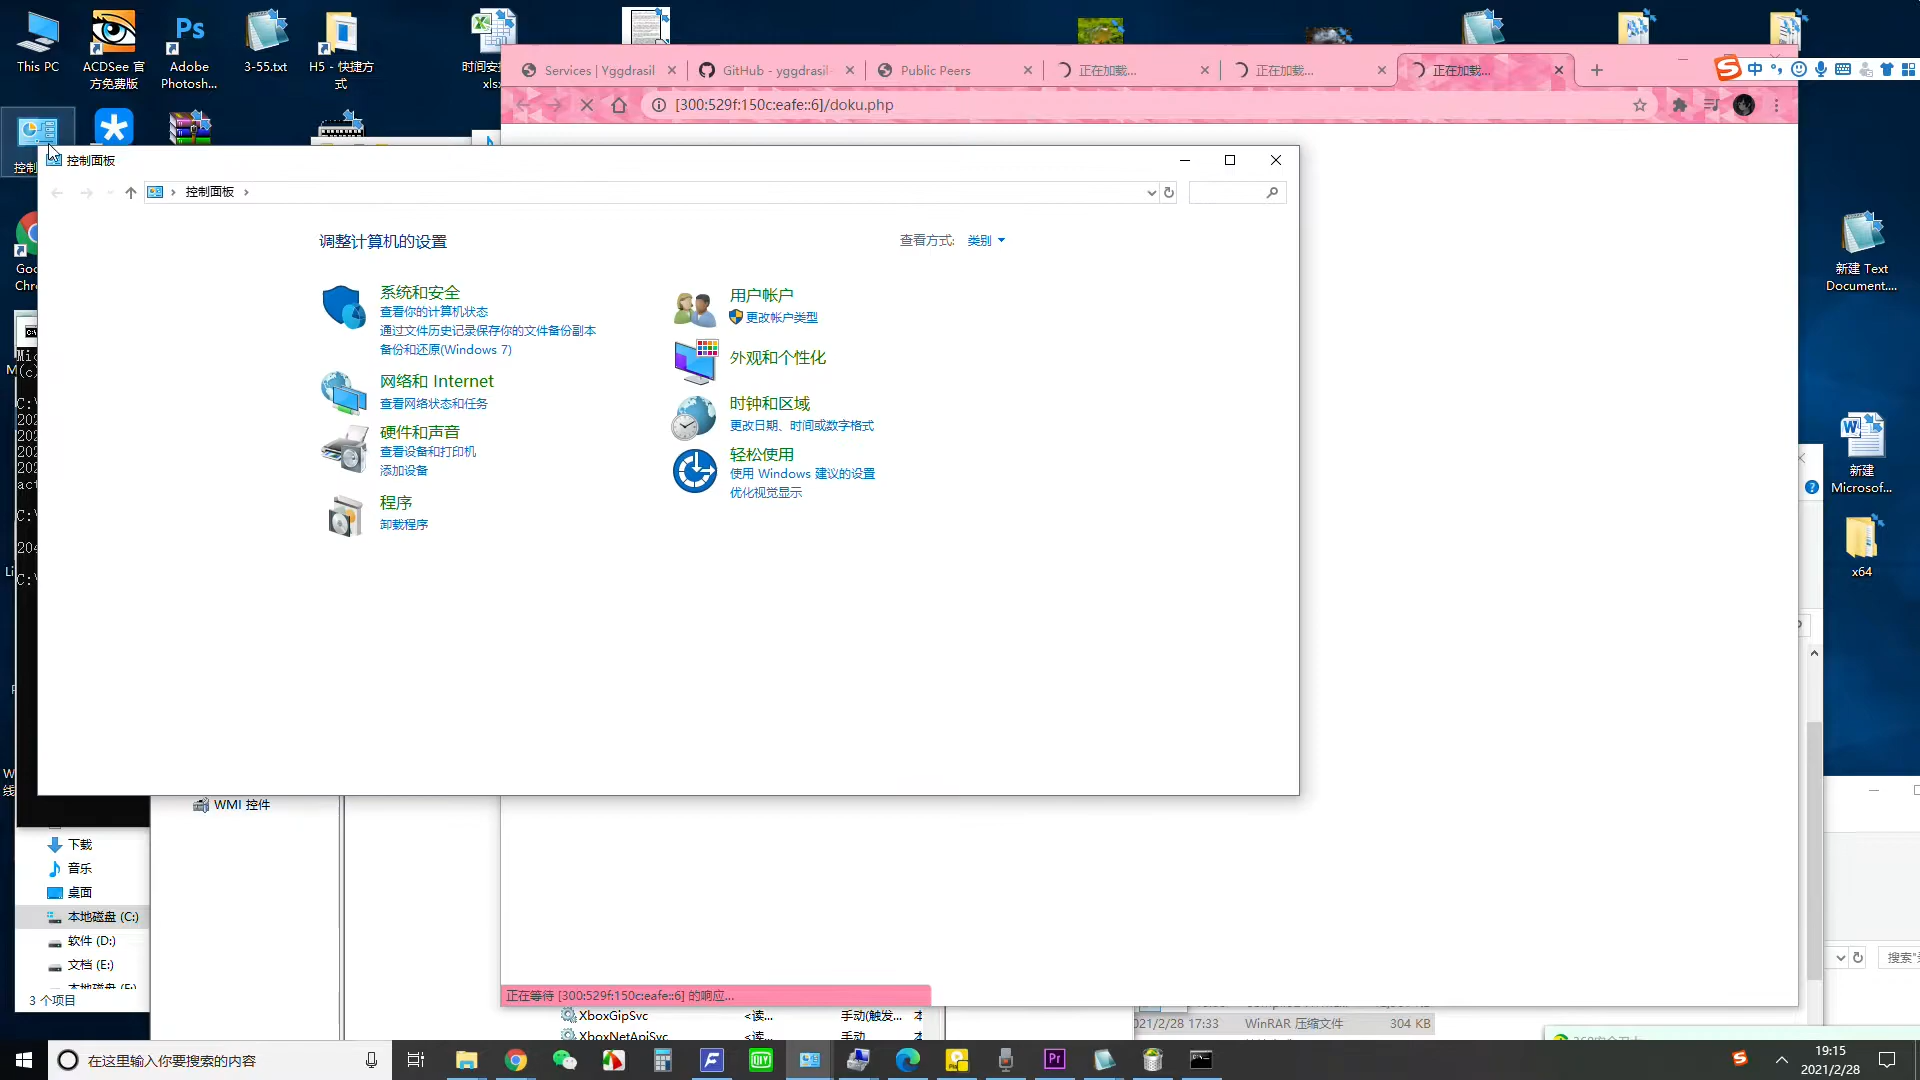 This PC
ACDSee 官
方免费版
Adobe
Photosh...
3-55.txt
H5 - 快捷方
式
Services | Yggdrasil
GitHub - yggdrasil-
Public Peers
正在加载...
正在加载...
正在加载...
中
[300:529f:150c:eafe::6]/doku.php
控制面板
控制面板
调整计算机的设置
查看方式:
类别
系统和安全
查看你的计算机状态
通过文件历史记录保存你的文件备份副本
备份和还原(Windows 7)
网络和 Internet
查看网络状态和任务
硬件和声音
查看设备和打印机
添加设备
程序
卸载程序
用户帐户
更改帐户类型
外观和个性化
时钟和区域
更改日期、时间或数字格式
轻松使用
使用 Windows 建议的设置
优化视觉显示
新建 Text
Document....
新建
Microsof...
x64
WMI 控件
下载
音乐
桌面
本地磁盘 (C:)
软件 (D:)
文档 (E:)
3 个项目
正在等待 [300:529f:150c:eafe::6] 的响应...
XboxGipSvc
<读...
手动(触发...
本
XboxNetApiSvc
<读...
手动
本
021/2/28 17:33
WinRAR 压缩文件
304 KB
在这里输入你要搜索的内容
19:15
2021/2/28